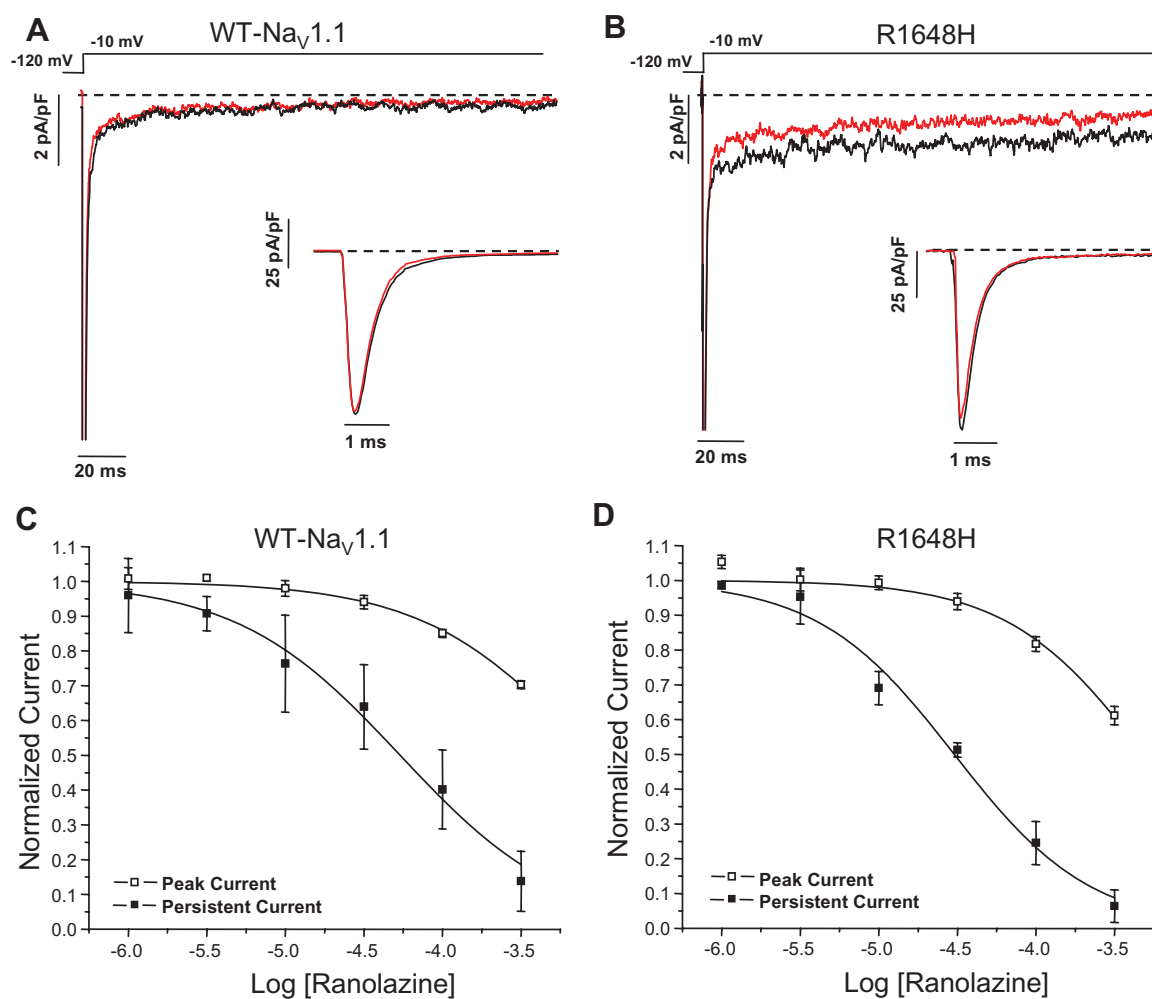 A
WT-NaV1.1
-10 mV
-120 mV
2 pA/pF
25 pA/pF
1 ms
20 ms
B
R1648H
-10 mV
-120 mV
2 pA/pF
25 pA/pF
1 ms
20 ms
C
WT-NaV1.1
1.1
1.0
0.9
0.8
0.7
0.6
0.5
0.4
0.3
0.2
0.1
0.0
Normalized Current
Peak Current
Persistent Current
-6.0 -5.5 -5.0 -4.5 -4.0 -3.5
Log [Ranolazine]
D
R1648H
1.1
1.0
0.9
0.8
0.7
0.6
0.5
0.4
0.3
0.2
0.1
0.0
Normalized Current
Peak Current
Persistent Current
-6.0 -5.5 -5.0 -4.5 -4.0 -3.5
Log [Ranolazine]